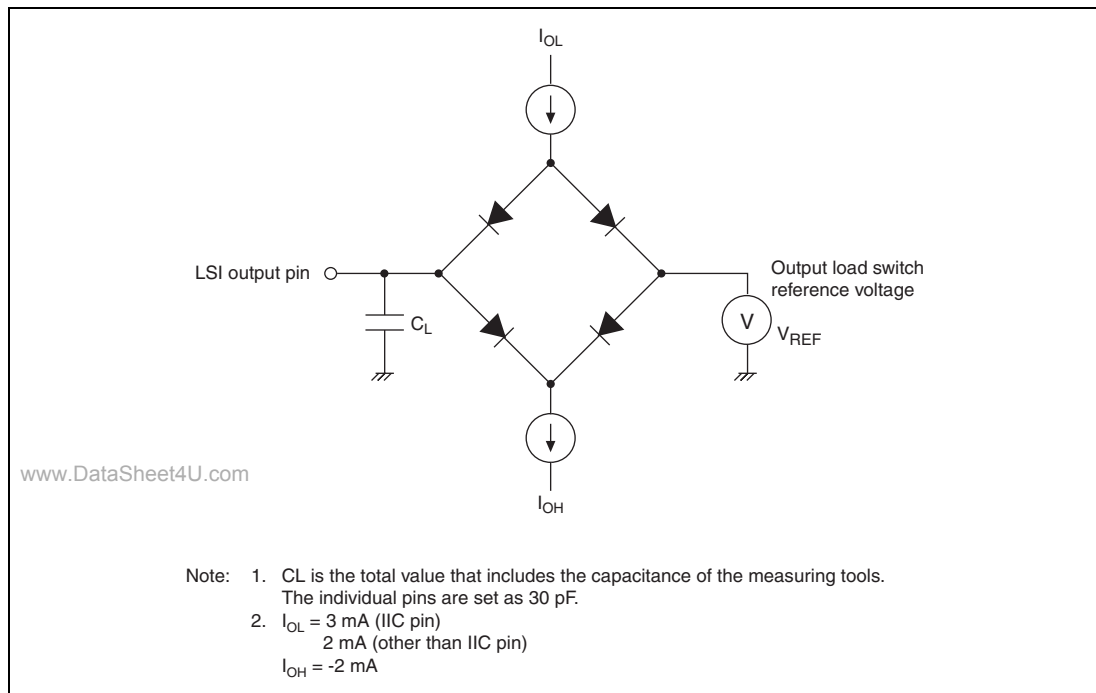 I_OL
LSI output pin
C_L
Output load switch
reference voltage
V
V_REF
www.DataSheet4U.com
I_OH
Note: 1. CL is the total value that includes the capacitance of the measuring tools.
The individual pins are set as 30 pF.
2. I_OL = 3 mA (IIC pin)
2 mA (other than IIC pin)
I_OH = -2 mA